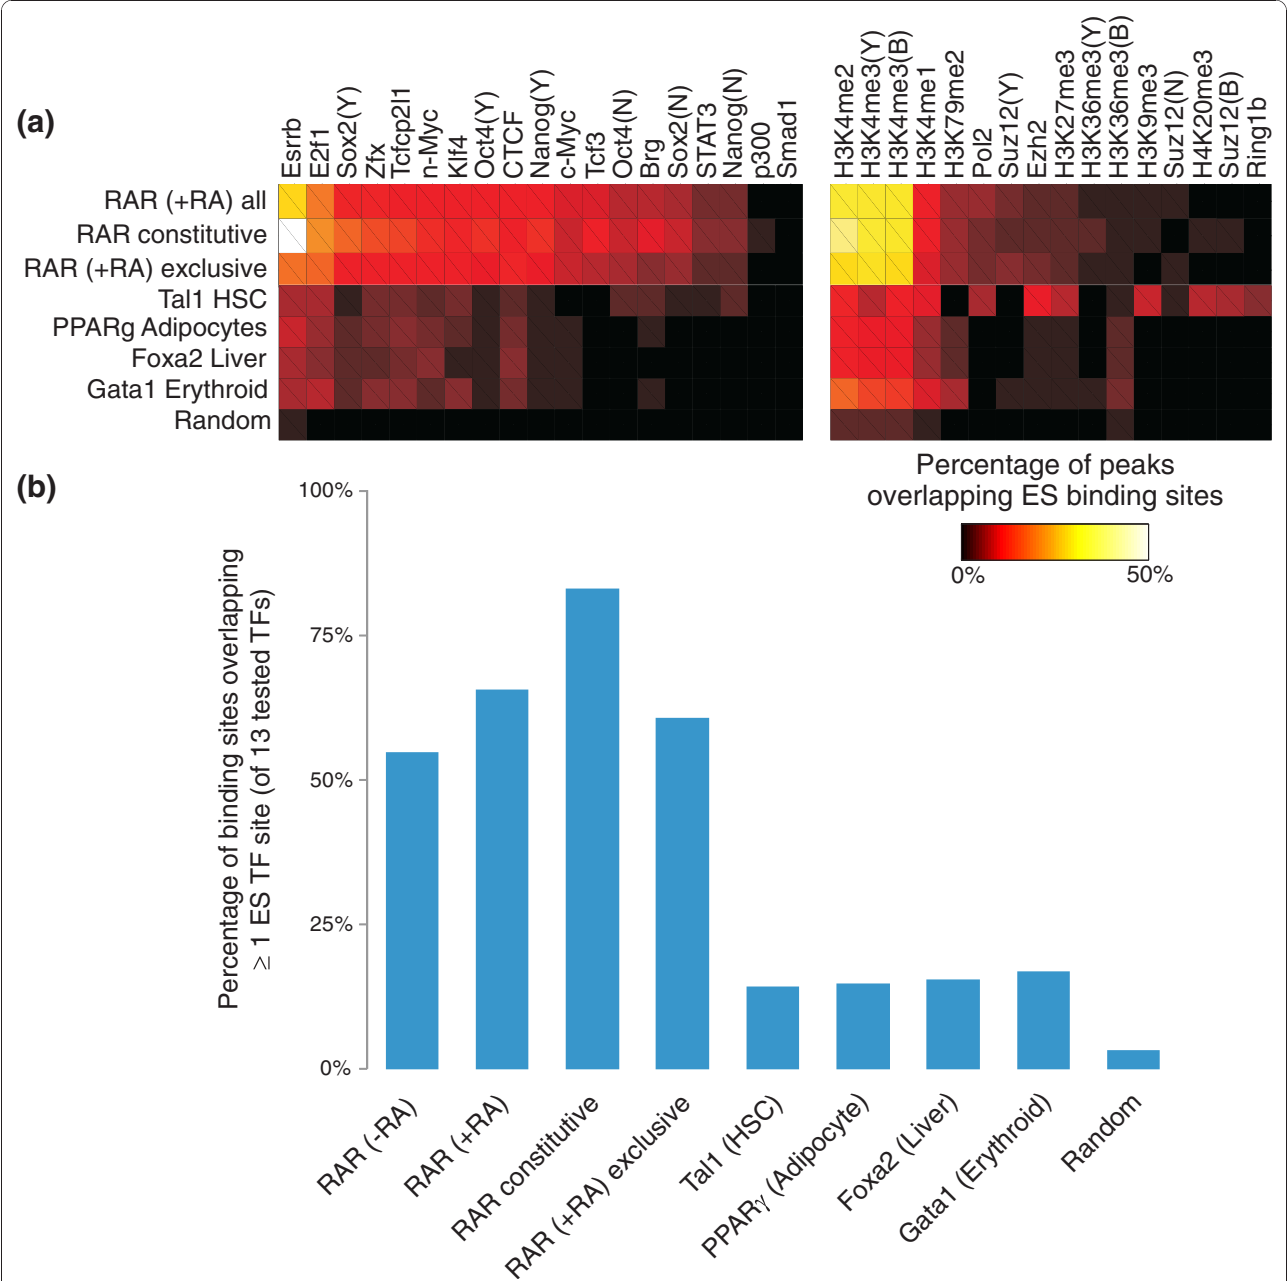 (a)
Esrrb
E2f1
Sox2(Y)
Zfx
Tcfcp2l1
n-Myc
Klf4
Oct4(Y)
CTCF
Nanog(Y)
c-Myc
Tcf3
Oct4(N)
Brg
Sox2(N)
STAT3
Nanog(N)
p300
Smad1
H3K4me2
H3K4me3(Y)
H3K4me3(B)
H3K4me1
H3K79me2
Pol2
Suz12(Y)
Ezh2
H3K27me3
H3K36me3(Y)
H3K36me3(B)
H3K9me3
Suz12(N)
H4K20me3
Suz12(B)
Ring1b
RAR (+RA) all
RAR constitutive
RAR (+RA) exclusive
Tal1 HSC
PPARg Adipocytes
Foxa2 Liver
Gata1 Erythroid
Random
Percentage of peaks
overlapping ES binding sites
0%
50%
(b)
Percentage of binding sites overlapping
≥ 1 ES TF site (of 13 tested TFs)
100%
75%
50%
25%
0%
RAR (-RA)
RAR (+RA)
RAR constitutive
RAR (+RA) exclusive
Tal1 (HSC)
PPARγ (Adipocyte)
Foxa2 (Liver)
Gata1 (Erythroid)
Random